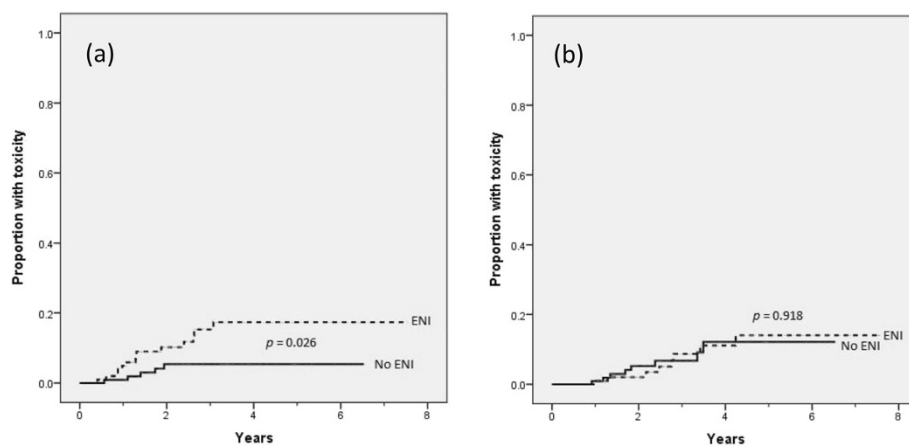 (a)
Proportion with toxicity
1.0
0.8
0.6
0.4
0.2
0.0
ENI
p = 0.026
No ENI
0 2 4 6 8
Years
(b)
Proportion with toxicity
1.0
0.8
0.6
0.4
0.2
0.0
p = 0.918
ENI
No ENI
0 2 4 6 8
Years